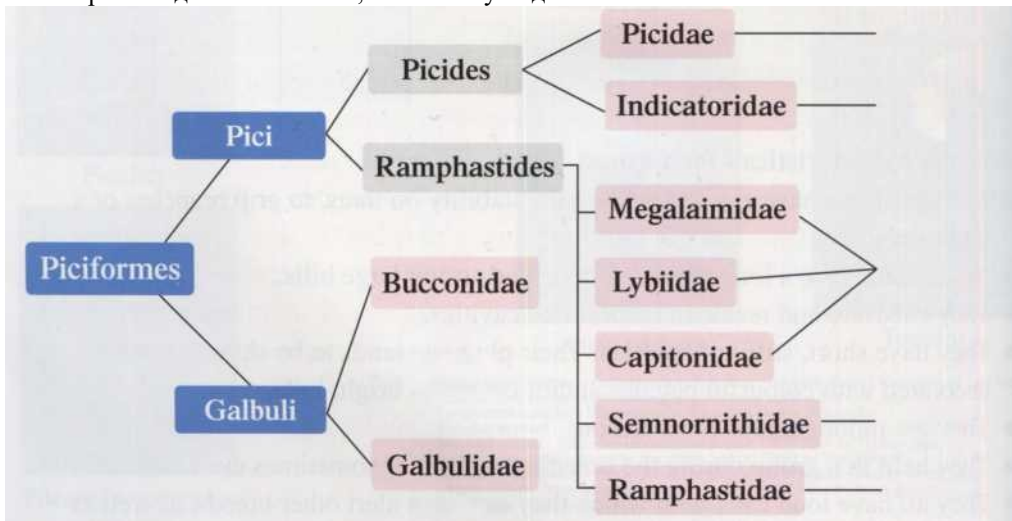 Picidae
Picides
Indicatoridae
Pici
Ramphastides
Megalaimidae
Piciformes
Bucconidae
Lybiidae
Capitonidae
Galbuli
Semnornithidae
Galbulidae
Ramphastidae